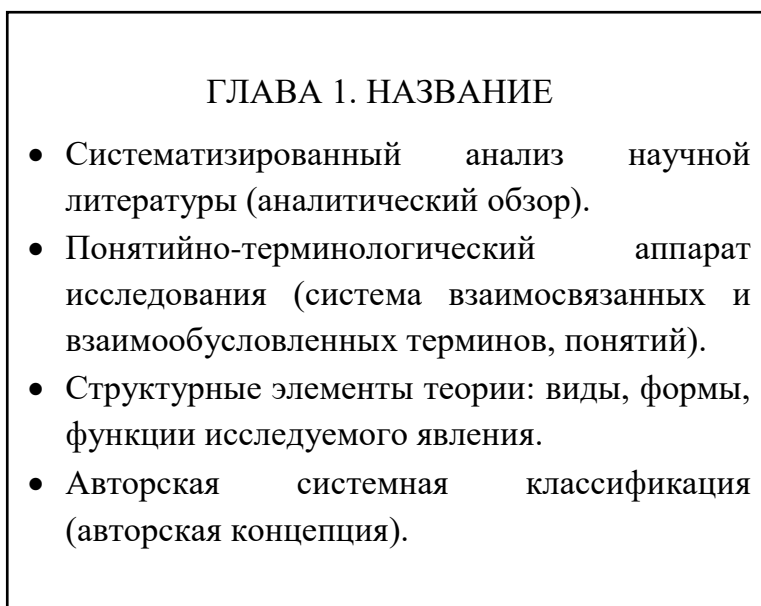 ГЛАВА 1. НАЗВАНИЕ
• Систематизированный анализ научной
литературы (аналитический обзор).
• Понятийно-терминологический аппарат
исследования (система взаимосвязанных и
взаимообусловленных терминов, понятий).
• Структурные элементы теории: виды, формы,
функции исследуемого явления.
• Авторская системная классификация
(авторская концепция).